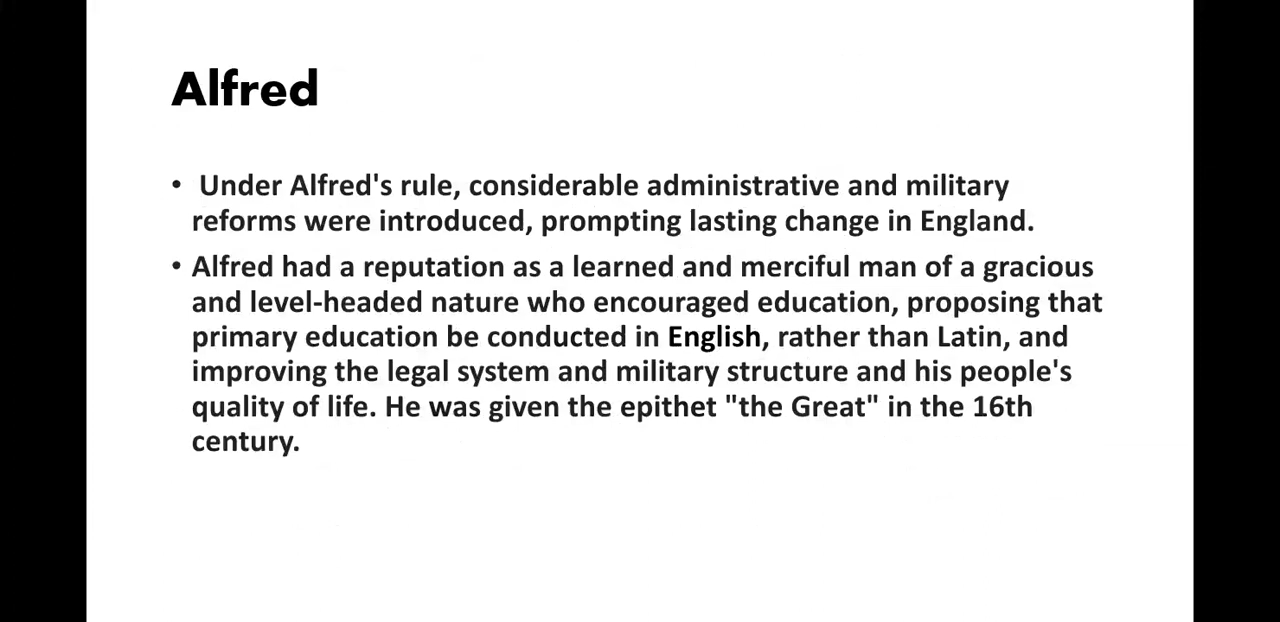 Alfred
• Under Alfred's rule, considerable administrative and military
reforms were introduced, prompting lasting change in England.
• Alfred had a reputation as a learned and merciful man of a gracious
and level-headed nature who encouraged education, proposing that
primary education be conducted in English, rather than Latin, and
improving the legal system and military structure and his people's
quality of life. He was given the epithet "the Great" in the 16th
century.